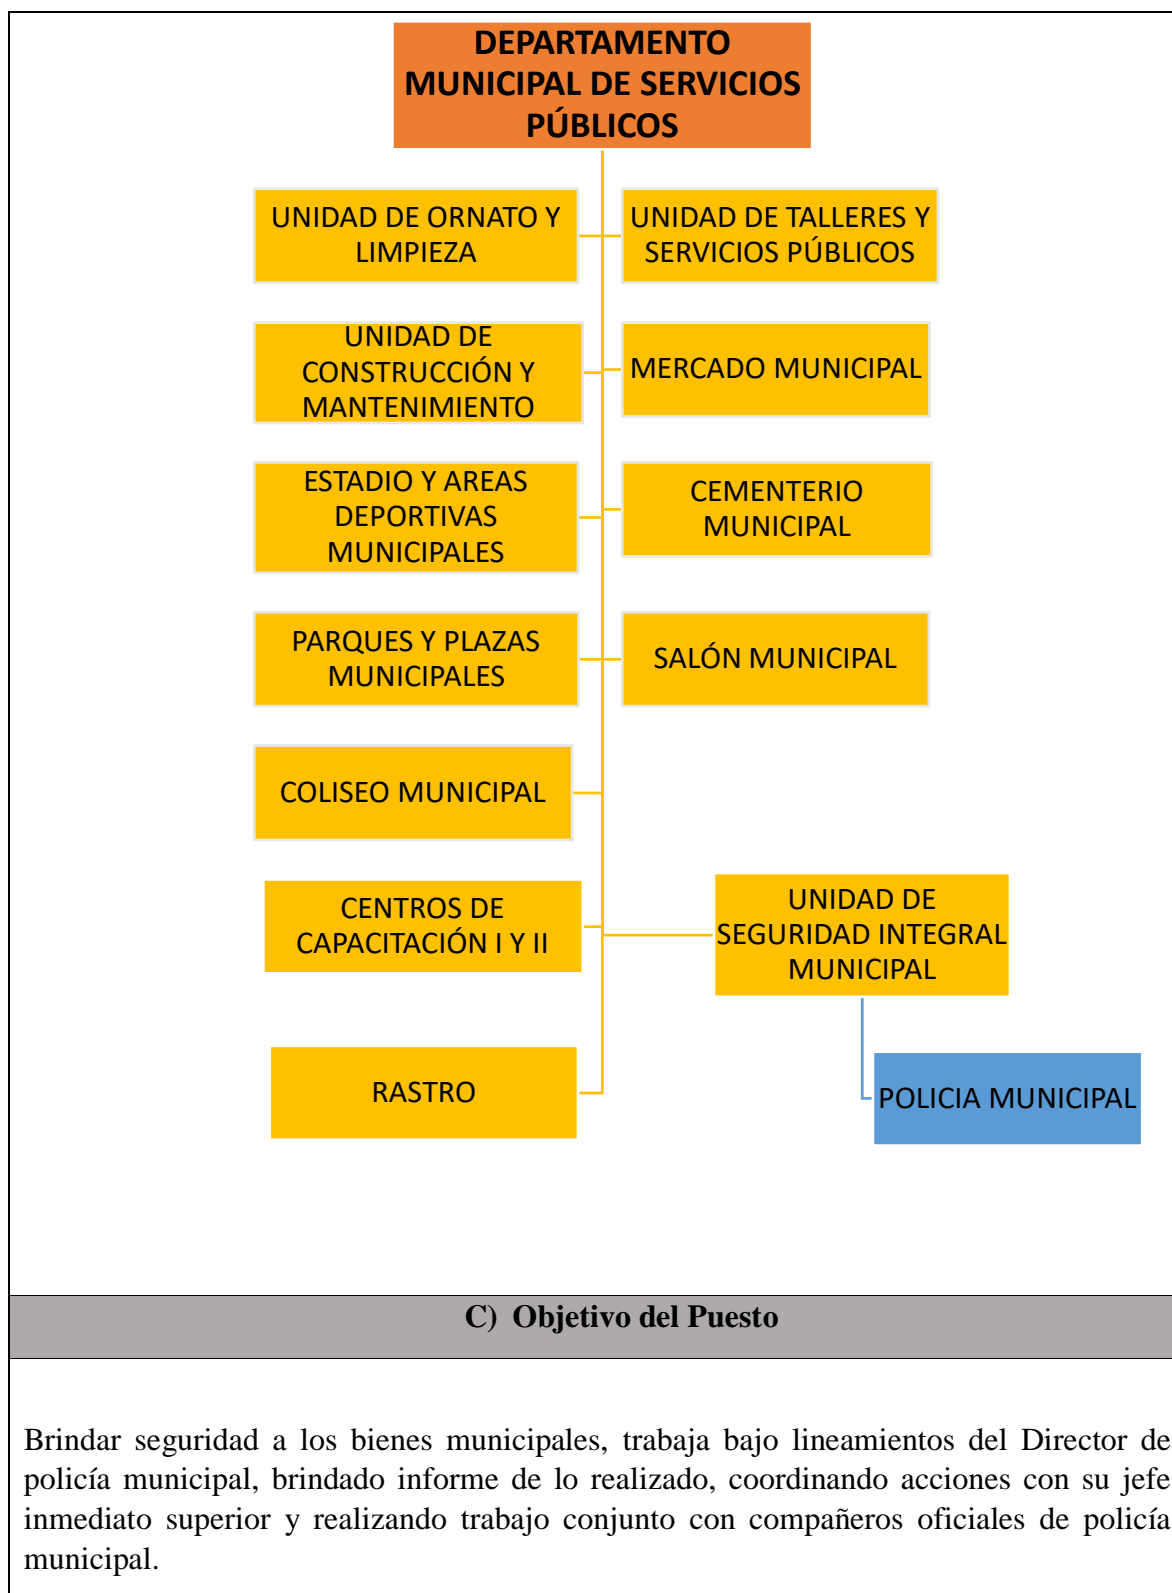 DEPARTAMENTO
MUNICIPAL DE SERVICIOS
PÚBLICOS
UNIDAD DE ORNATO Y
LIMPIEZA
UNIDAD DE TALLERES Y
SERVICIOS PÚBLICOS
UNIDAD DE
CONSTRUCCIÓN Y
MANTENIMIENTO
MERCADO MUNICIPAL
ESTADIO Y AREAS
DEPORTIVAS
MUNICIPALES
CEMENTERIO
MUNICIPAL
PARQUES Y PLAZAS
MUNICIPALES
SALÓN MUNICIPAL
COLISEO MUNICIPAL
CENTROS DE
CAPACITACIÓN I Y II
UNIDAD DE
SEGURIDAD INTEGRAL
MUNICIPAL
RASTRO
POLICIA MUNICIPAL
C) Objetivo del Puesto
Brindar seguridad a los bienes municipales, trabaja bajo lineamientos del Director de
policía municipal, brindado informe de lo realizado, coordinando acciones con su jefe
inmediato superior y realizando trabajo conjunto con compañeros oficiales de policía
municipal.